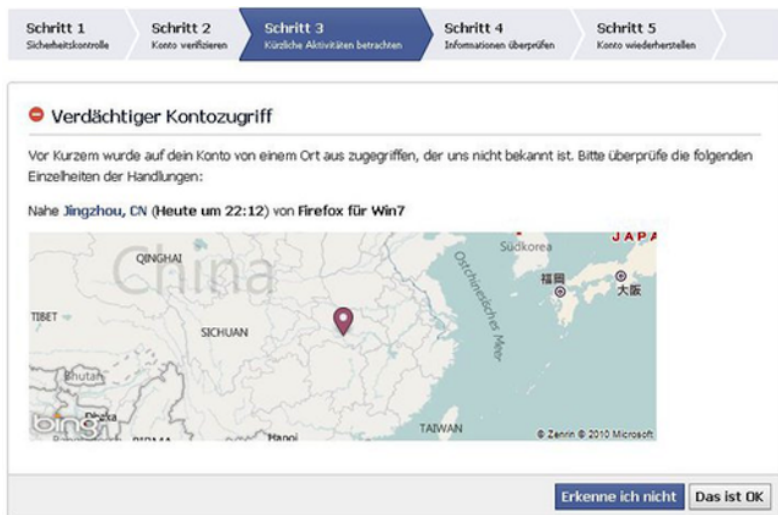 Schritt 1
Sicherheitskontrolle
Schritt 2
Konto verifizieren
Schritt 3
Kürzliche Aktivitäten betrachten
Schritt 4
Informationen überprüfen
Schritt 5
Konto wiederherstellen
Verdächtiger Kontozugriff
Vor Kurzem wurde auf dein Konto von einem Ort aus zugegriffen, der uns nicht bekannt ist. Bitte überprüfe die folgenden
Einzelheiten der Handlungen:
Nahe Jingzhou, CN (Heute um 22:12) von Firefox für Win7
JAPA
Südkorea
QINGHAI
China
Ostchinesisches Meer
福岡
大阪
TIBET
SICHUAN
Bhutan
Dhaka
bing
TAIWAN
Hanoi
© Zenrin © 2010 Microsoft
Erkenne ich nicht
Das ist OK